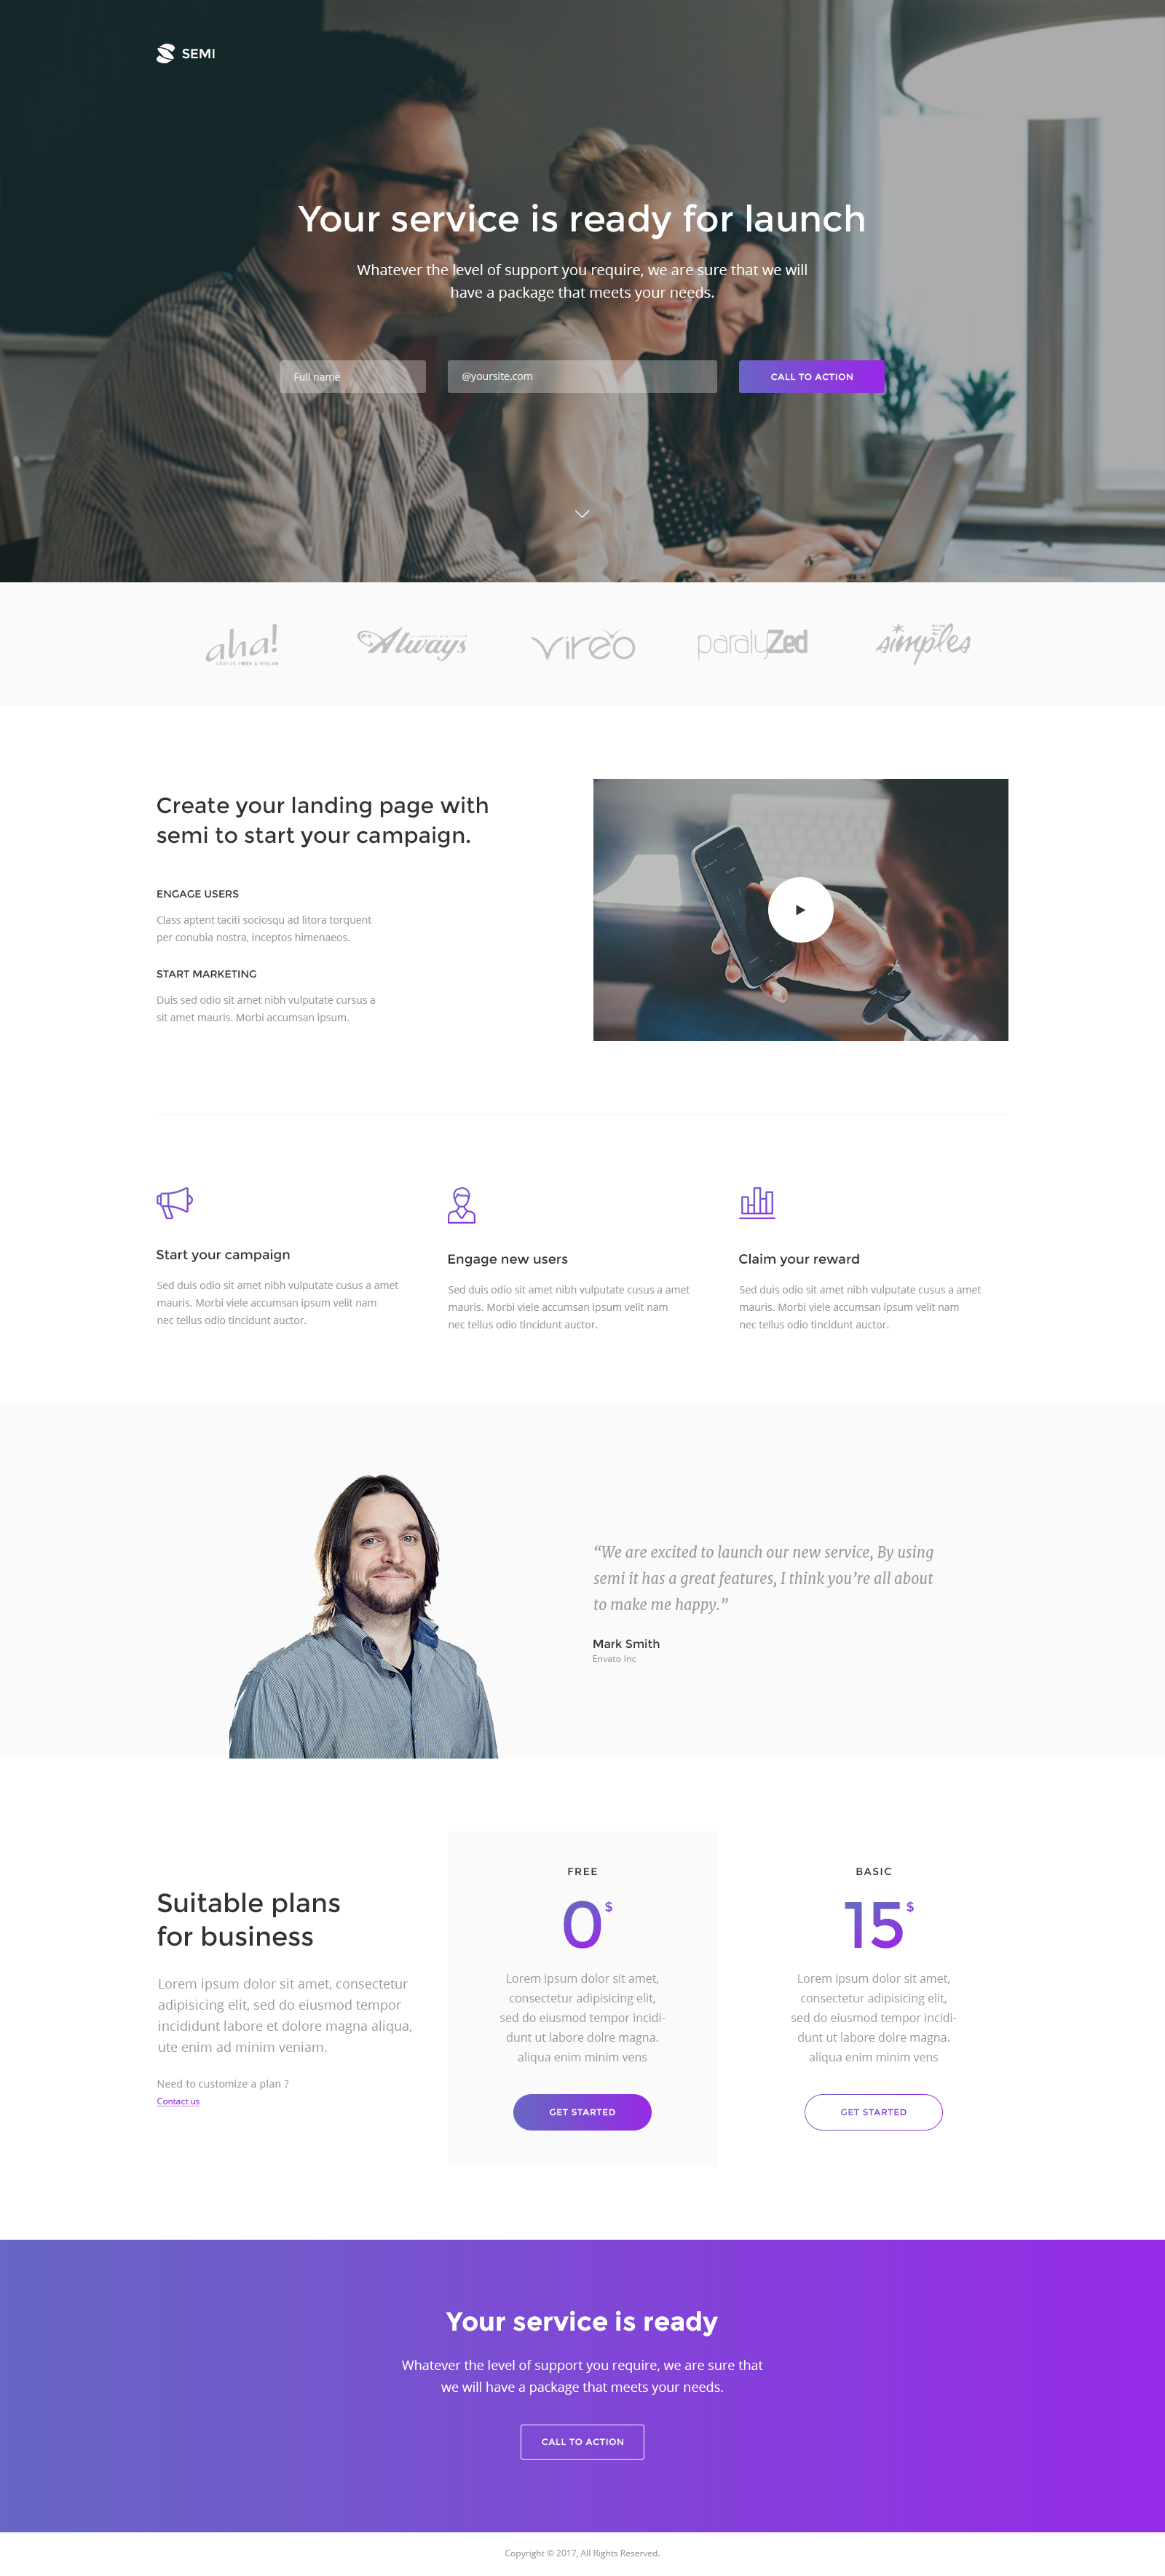 SEMI
Your service is ready for launch
Whatever the level of support you require, we are sure that we will
have a package that meets your needs.
Full name
@yoursite.com
CALL TO ACTION
aha!
Always
vireo
paralyZed
simples
Create your landing page with
semi to start your campaign.
ENGAGE USERS
Class aptent taciti sociosqu ad litora torquent
per conubia nostra, inceptos himenaeos.
START MARKETING
Duis sed odio sit amet nibh vulputate cursus a
sit amet mauris. Morbi accumsan ipsum.
Start your campaign
Sed duis odio sit amet nibh vulputate cusus a amet
mauris. Morbi viele accumsan ipsum velit nam
nec tellus odio tincidunt auctor.
Engage new users
Sed duis odio sit amet nibh vulputate cusus a amet
mauris. Morbi viele accumsan ipsum velit nam
nec tellus odio tincidunt auctor.
Claim your reward
Sed duis odio sit amet nibh vulputate cusus a amet
mauris. Morbi viele accumsan ipsum velit nam
nec tellus odio tincidunt auctor.
“We are excited to launch our new service, By using
semi it has a great features, I think you’re all about
to make me happy.”
Mark Smith
Envato Inc
Suitable plans
for business
Lorem ipsum dolor sit amet, consectetur
adipisicing elit, sed do eiusmod tempor
incididunt labore et dolore magna aliqua,
ute enim ad minim veniam.
Need to customize a plan ?
Contact us
FREE
0$
Lorem ipsum dolor sit amet,
consectetur adipisicing elit,
sed do eiusmod tempor incidi-
dunt ut labore dolre magna.
aliqua enim minim vens
GET STARTED
BASIC
15$
Lorem ipsum dolor sit amet,
consectetur adipisicing elit,
sed do eiusmod tempor incidi-
dunt ut labore dolre magna.
aliqua enim minim vens
GET STARTED
Your service is ready
Whatever the level of support you require, we are sure that
we will have a package that meets your needs.
CALL TO ACTION
Copyright © 2017, All Rights Reserved.